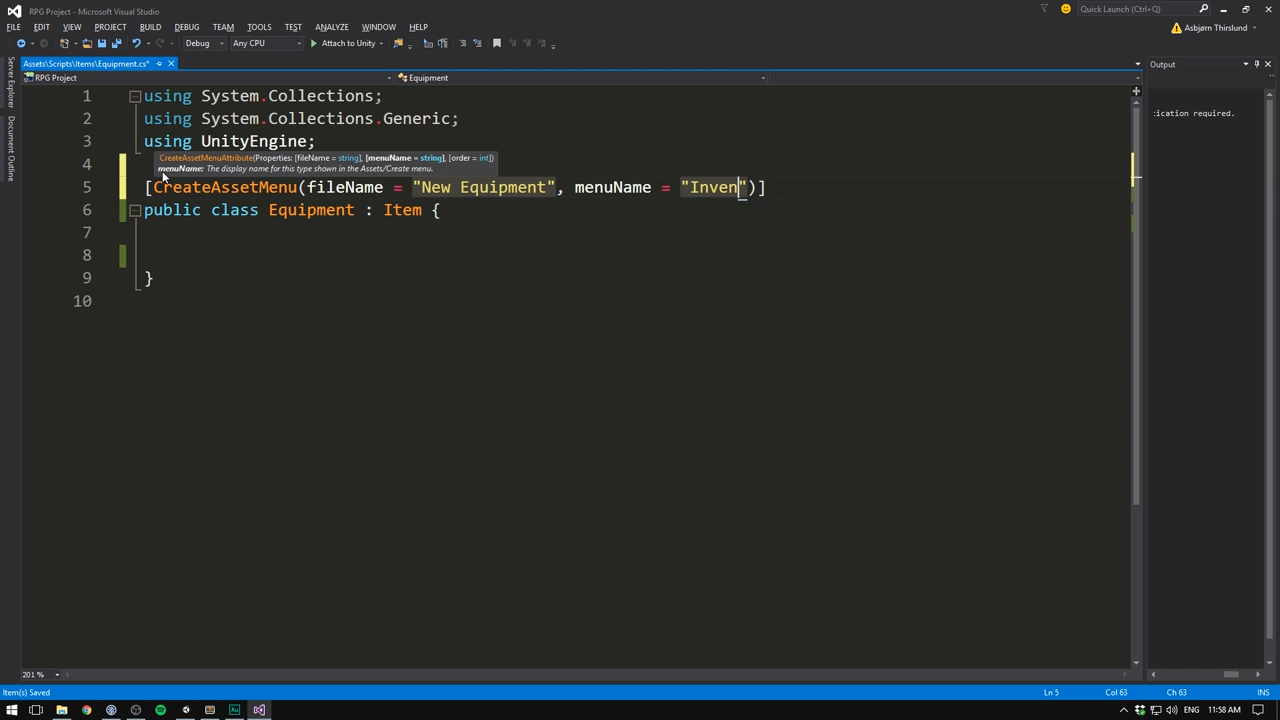 RPG Project - Microsoft Visual Studio
Quick Launch (Ctrl+Q)
FILE EDIT VIEW PROJECT BUILD DEBUG TEAM TOOLS TEST ANALYZE WINDOW HELP
Asbjørn Thirslund
Debug Any CPU Attach to Unity
Server Explorer
Document Outline
Assets\Scripts\Items\Equipment.cs*
Output
RPG Project
Equipment
1 using System.Collections;
2 using System.Collections.Generic;
3 using UnityEngine;
4
CreateAssetMenuAttribute(Properties: [fileName = string], [menuName = string], [order = int])
menuName: The display name for this type shown in the Assets/Create menu.
5 [CreateAssetMenu(fileName = "New Equipment", menuName = "Inven")]
6 public class Equipment : Item {
7
8
9 }
10
:ication required.
201 %
Item(s) Saved
Ln 5 Col 63 Ch 63 INS
ENG 11:58 AM